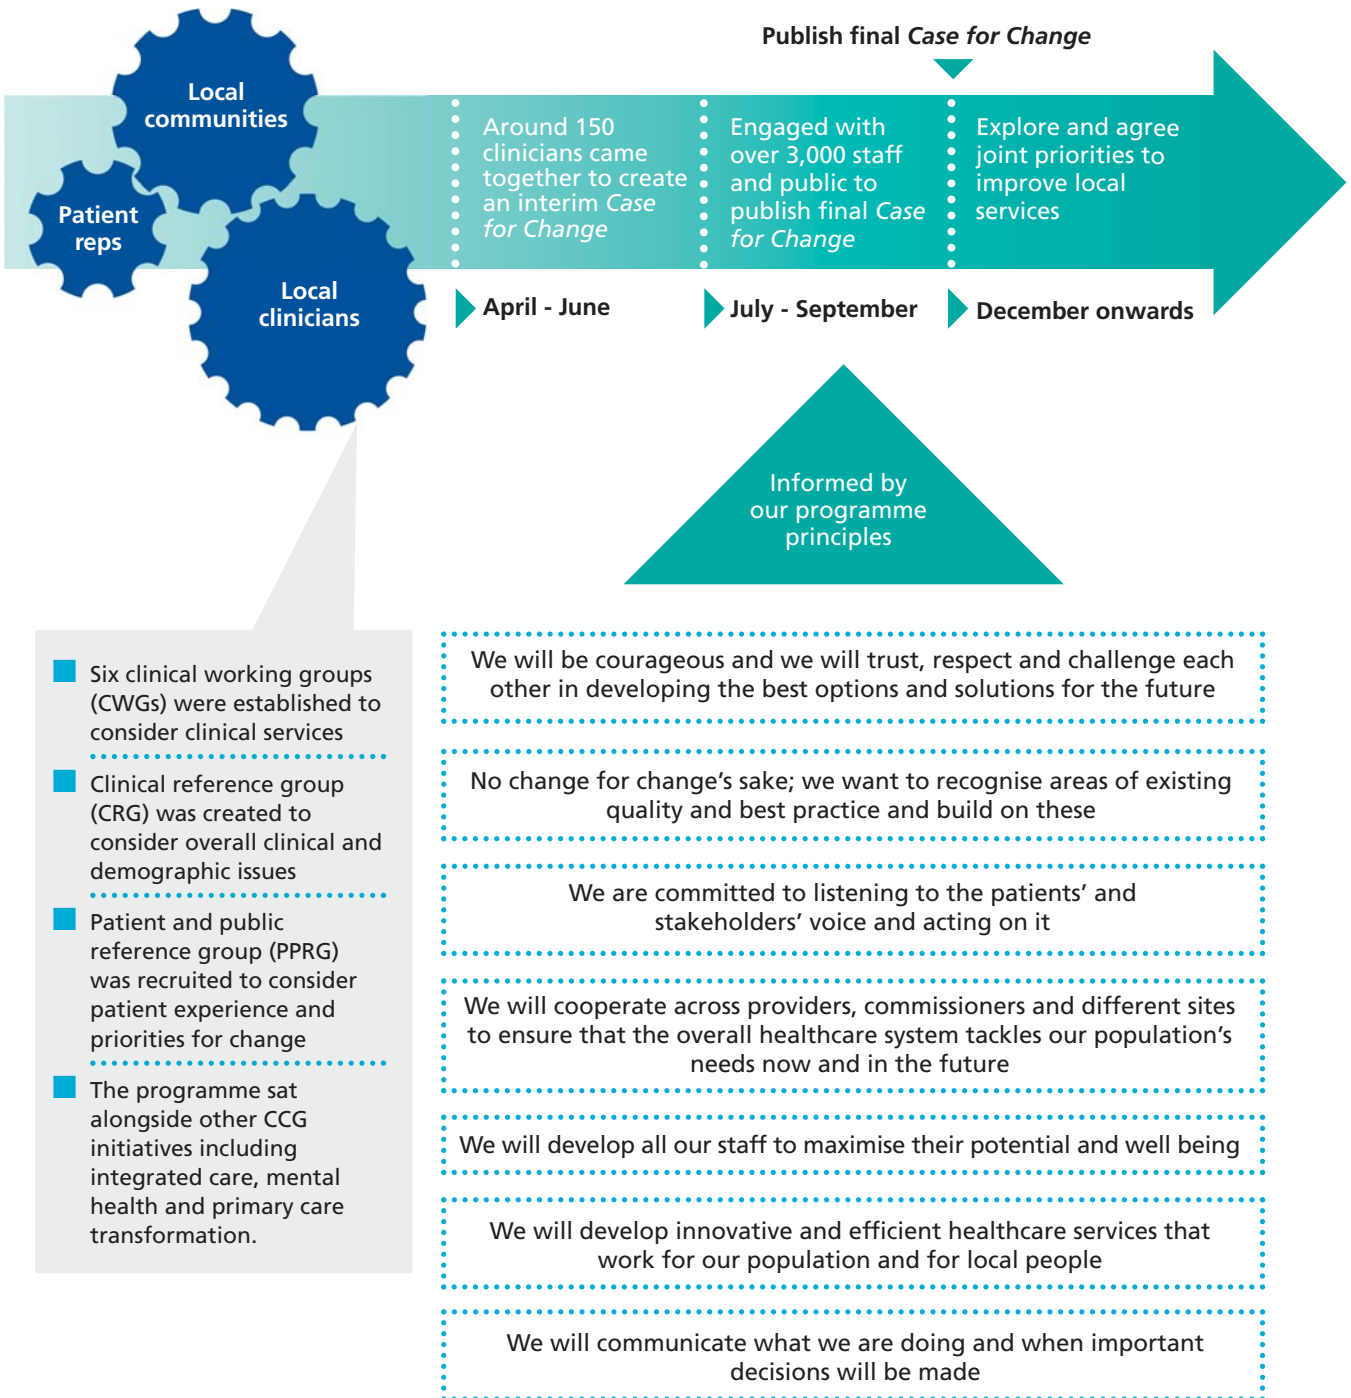 Publish final Case for Change
Local
communities
Patient
reps
Local
clinicians
Around 150
clinicians came
together to create
an interim Case
for Change
Engaged with
over 3,000 staff
and public to
publish final Case
for Change
Explore and agree
joint priorities to
improve local
services
April - June
July - September
December onwards
Informed by
our programme
principles
Six clinical working groups
(CWGs) were established to
consider clinical services
Clinical reference group
(CRG) was created to
consider overall clinical and
demographic issues
Patient and public
reference group (PPRG)
was recruited to consider
patient experience and
priorities for change
The programme sat
alongside other CCG
initiatives including
integrated care, mental
health and primary care
transformation.
We will be courageous and we will trust, respect and challenge each
other in developing the best options and solutions for the future
No change for change’s sake; we want to recognise areas of existing
quality and best practice and build on these
We are committed to listening to the patients’ and
stakeholders’ voice and acting on it
We will cooperate across providers, commissioners and different sites
to ensure that the overall healthcare system tackles our population’s
needs now and in the future
We will develop all our staff to maximise their potential and well being
We will develop innovative and efficient healthcare services that
work for our population and for local people
We will communicate what we are doing and when important
decisions will be made